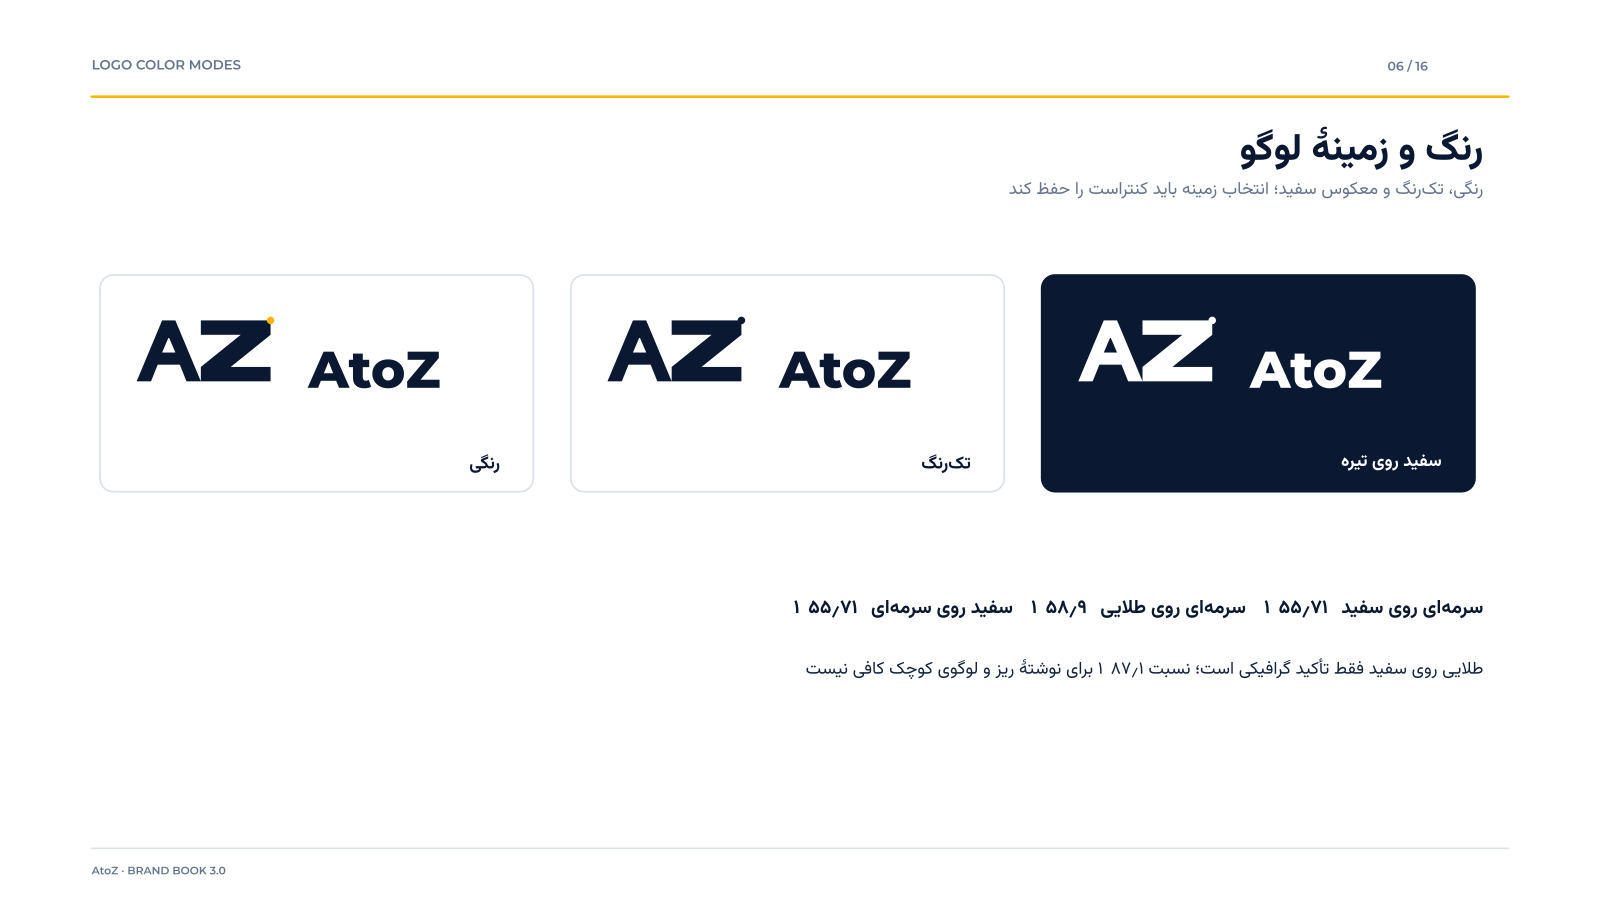 LOGO COLOR MODES
06 / 16
رنگ و زمینهٔ لوگو
رنگی، تک‌رنگ و معکوس سفید؛ انتخاب زمینه باید کنتراست را حفظ کند
AZ AtoZ
رنگی
AZ AtoZ
تک‌رنگ
AZ AtoZ
سفید روی تیره
سرمه‌ای روی سفید ۵۵٫۷۱ ۱ سرمه‌ای روی طلایی ۵۸٫۹ ۱ سفید روی سرمه‌ای ۵۵٫۷۱ ۱
طلایی روی سفید فقط تأکید گرافیکی است؛ نسبت ۸۷٫۱ ۱ برای نوشتهٔ ریز و لوگوی کوچک کافی نیست
AtoZ · BRAND BOOK 3.0